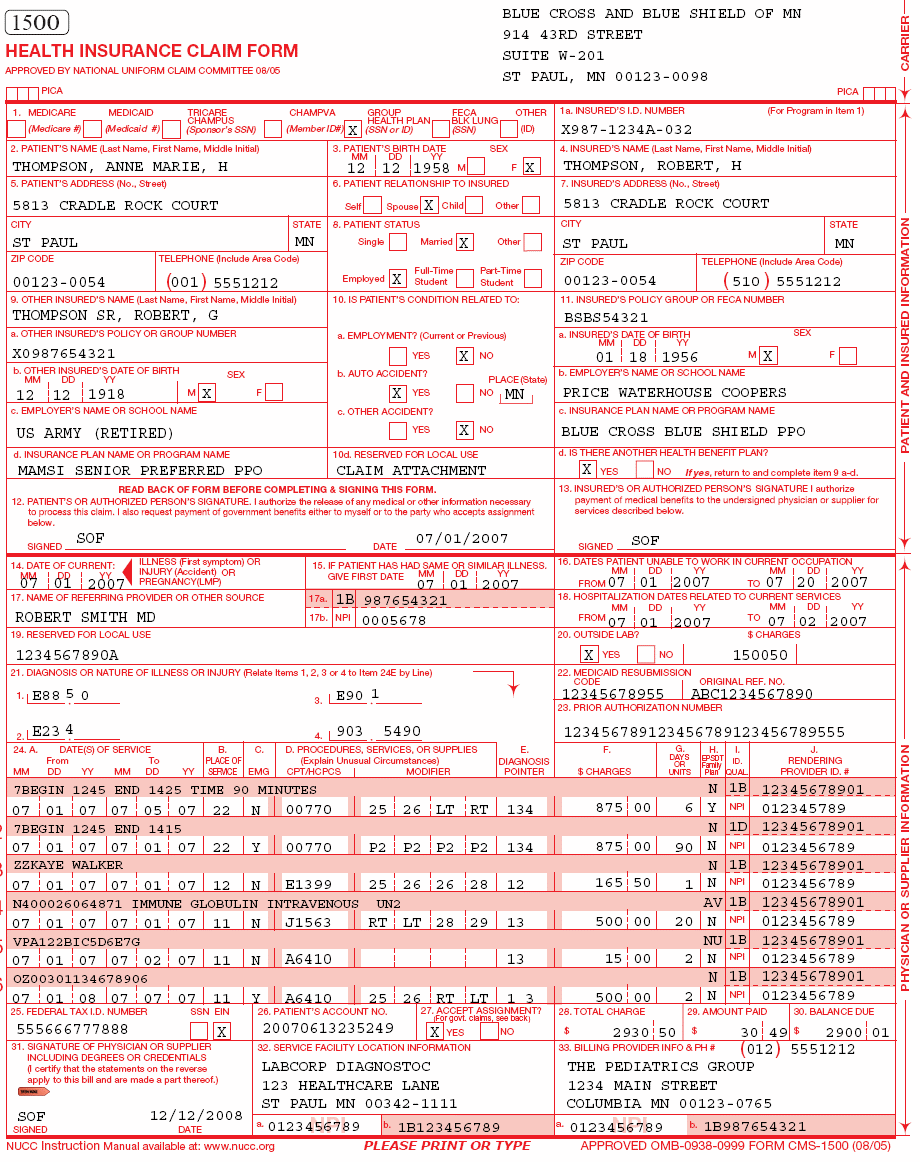 1500
BLUE CROSS AND BLUE SHIELD OF MN
914 43RD STREET
SUITE W-201
ST PAUL, MN 00123-0098
CARRIER
HEALTH INSURANCE CLAIM FORM
APPROVED BY NATIONAL UNIFORM CLAIM COMMITTEE 08/05
PICA PICA
1. MEDICARE MEDICAID TRICARE CHAMPUS CHAMPVA GROUP HEALTH PLAN FECA BLK LUNG OTHER
(Medicare #) (Medicaid #) (Sponsor's SSN) (Member ID#) X (SSN or ID) (SSN) (ID)
1a. INSURED'S I.D. NUMBER (For Program in Item 1)
X987-1234A-032
2. PATIENT'S NAME (Last Name, First Name, Middle Initial)
THOMPSON, ANNE MARIE, H
3. PATIENT'S BIRTH DATE SEX
MM DD YY
12 12 1958 M F X
4. INSURED'S NAME (Last Name, First Name, Middle Initial)
THOMPSON, ROBERT, H
5. PATIENT'S ADDRESS (No., Street)
5813 CRADLE ROCK COURT
6. PATIENT RELATIONSHIP TO INSURED
Self Spouse X Child Other
7. INSURED'S ADDRESS (No., Street)
5813 CRADLE ROCK COURT
CITY STATE
ST PAUL MN
8. PATIENT STATUS
Single Married X Other
Employed X Full-Time Student Part-Time Student
CITY STATE
ST PAUL MN
ZIP CODE TELEPHONE (Include Area Code)
00123-0054 (001) 5551212
ZIP CODE TELEPHONE (Include Area Code)
00123-0054 (510) 5551212
9. OTHER INSURED'S NAME (Last Name, First Name, Middle Initial)
THOMPSON SR, ROBERT, G
10. IS PATIENT'S CONDITION RELATED TO:
11. INSURED'S POLICY GROUP OR FECA NUMBER
BSBS54321
a. OTHER INSURED'S POLICY OR GROUP NUMBER
X0987654321
a. EMPLOYMENT? (Current or Previous)
YES X NO
a. INSURED'S DATE OF BIRTH SEX
MM DD YY
01 18 1956 M X F
b. OTHER INSURED'S DATE OF BIRTH SEX
MM DD YY
12 12 1918 M X F
b. AUTO ACCIDENT? PLACE (State)
X YES NO MN
b. EMPLOYER'S NAME OR SCHOOL NAME
PRICE WATERHOUSE COOPERS
c. EMPLOYER'S NAME OR SCHOOL NAME
US ARMY (RETIRED)
c. OTHER ACCIDENT?
YES X NO
c. INSURANCE PLAN NAME OR PROGRAM NAME
BLUE CROSS BLUE SHIELD PPO
d. INSURANCE PLAN NAME OR PROGRAM NAME
MAMSI SENIOR PREFERRED PPO
10d. RESERVED FOR LOCAL USE
CLAIM ATTACHMENT
d. IS THERE ANOTHER HEALTH BENEFIT PLAN?
X YES NO If yes, return to and complete item 9 a-d.
READ BACK OF FORM BEFORE COMPLETING & SIGNING THIS FORM.
12. PATIENT'S OR AUTHORIZED PERSON'S SIGNATURE. I authorize the release of any medical or other information necessary
to process this claim. I also request payment of government benefits either to myself or to the party who accepts assignment
below.
SIGNED SOF DATE 07/01/2007
13. INSURED'S OR AUTHORIZED PERSON'S SIGNATURE I authorize
payment of medical benefits to the undersigned physician or supplier for
services described below.
SIGNED SOF
PATIENT AND INSURED INFORMATION
14. DATE OF CURRENT: ILLNESS (First symptom) OR
MM DD YY INJURY (Accident) OR
07 01 2007 PREGNANCY(LMP)
15. IF PATIENT HAS HAD SAME OR SIMILAR ILLNESS.
GIVE FIRST DATE MM DD YY
07 01 2007
16. DATES PATIENT UNABLE TO WORK IN CURRENT OCCUPATION
MM DD YY MM DD YY
FROM 07 01 2007 TO 07 20 2007
17. NAME OF REFERRING PROVIDER OR OTHER SOURCE
ROBERT SMITH MD
17a. 1B 987654321
17b. NPI 0005678
18. HOSPITALIZATION DATES RELATED TO CURRENT SERVICES
MM DD YY MM DD YY
FROM 07 01 2007 TO 07 02 2007
19. RESERVED FOR LOCAL USE
1234567890A
20. OUTSIDE LAB? $ CHARGES
X YES NO 150050
21. DIAGNOSIS OR NATURE OF ILLNESS OR INJURY (Relate Items 1, 2, 3 or 4 to Item 24E by Line)
1. E88 5 0 3. E90 1
2. E23 4 4. 903 5490
22. MEDICAID RESUBMISSION
CODE ORIGINAL REF. NO.
12345678955 ABC1234567890
23. PRIOR AUTHORIZATION NUMBER
12345678912345678912345678​9555
24. A. DATE(S) OF SERVICE B. C. D. PROCEDURES, SERVICES, OR SUPPLIES E. F. G. H. I. J.
From To PLACE OF (Explain Unusual Circumstances) DIAGNOSIS DAYS OR EPSDT Family ID. RENDERING
MM DD YY MM DD YY SERVICE EMG CPT/HCPCS MODIFIER POINTER $ CHARGES UNITS Plan QUAL. PROVIDER ID. #
7BEGIN 1245 END 1425 TIME 90 MINUTES N 1B 12345678901
07 01 07 07 05 07 22 N 00770 25 26 LT RT 134 875 00 6 Y NPI 012345789
7BEGIN 1245 END 1415 N 1D 12345678901
07 01 07 07 01 07 22 Y 00770 P2 P2 P2 P2 134 875 00 90 N NPI 0123456789
ZZKAYE WALKER N 1B 12345678901
07 01 07 07 01 07 12 N E1399 25 26 26 28 12 165 50 1 N NPI 0123456789
N400026064871 IMMUNE GLOBULIN INTRAVENOUS UN2 AV 1B 12345678901
07 01 07 07 01 07 11 N J1563 RT LT 28 29 13 500 00 20 N NPI 0123456789
VPA122BIC5D6E7G NU 1B 12345678901
07 01 07 07 02 07 11 N A6410 13 15 00 2 N NPI 0123456789
OZ00301134678906 N 1B 12345678901
07 01 08 07 07 07 11 Y A6410 25 26 RT LT 1 3 500 00 2 N NPI 0123456789
25. FEDERAL TAX I.D. NUMBER SSN EIN
555666777888 X
26. PATIENT'S ACCOUNT NO.
20070613235249
27. ACCEPT ASSIGNMENT?
(For govt. claims, see back)
X YES NO
28. TOTAL CHARGE
$ 2930 50
29. AMOUNT PAID
$ 30 49
30. BALANCE DUE
$ 2900 01
31. SIGNATURE OF PHYSICIAN OR SUPPLIER
INCLUDING DEGREES OR CREDENTIALS
(I certify that the statements on the reverse
apply to this bill and are made a part thereof.)
SOF 12/12/2008
SIGNED DATE
32. SERVICE FACILITY LOCATION INFORMATION
LABCORP DIAGNOSTOC
123 HEALTHCARE LANE
ST PAUL MN 00342-1111
a. 0123456789 b. 1B123456789
33. BILLING PROVIDER INFO & PH # (012) 5551212
THE PEDIATRICS GROUP
1234 MAIN STREET
COLUMBIA MN 00123-0765
a. 0123456789 b. 1B987654321
PHYSICIAN OR SUPPLIER INFORMATION
NUCC Instruction Manual available at: www.nucc.org PLEASE PRINT OR TYPE APPROVED OMB-0938-0999 FORM CMS-1500 (08/05)